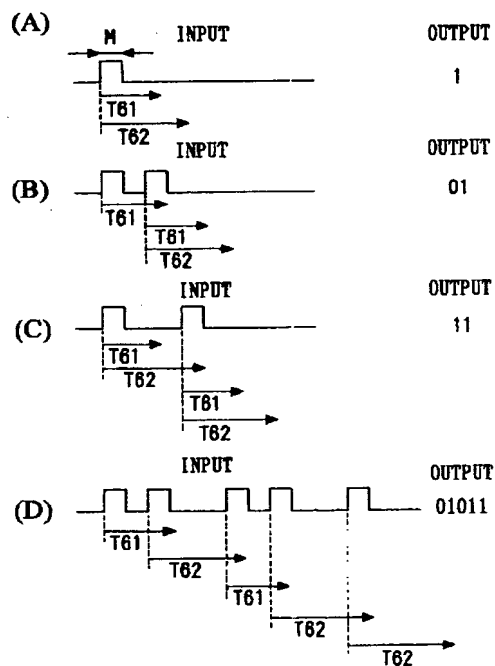 (A)
M INPUT OUTPUT
1
T61
T62
INPUT OUTPUT
(B) 01
T61
T61
T62
INPUT OUTPUT
(C) 11
T61
T62
T61
T62
INPUT OUTPUT
(D) 01011
T61
T62
T61
T62
T62